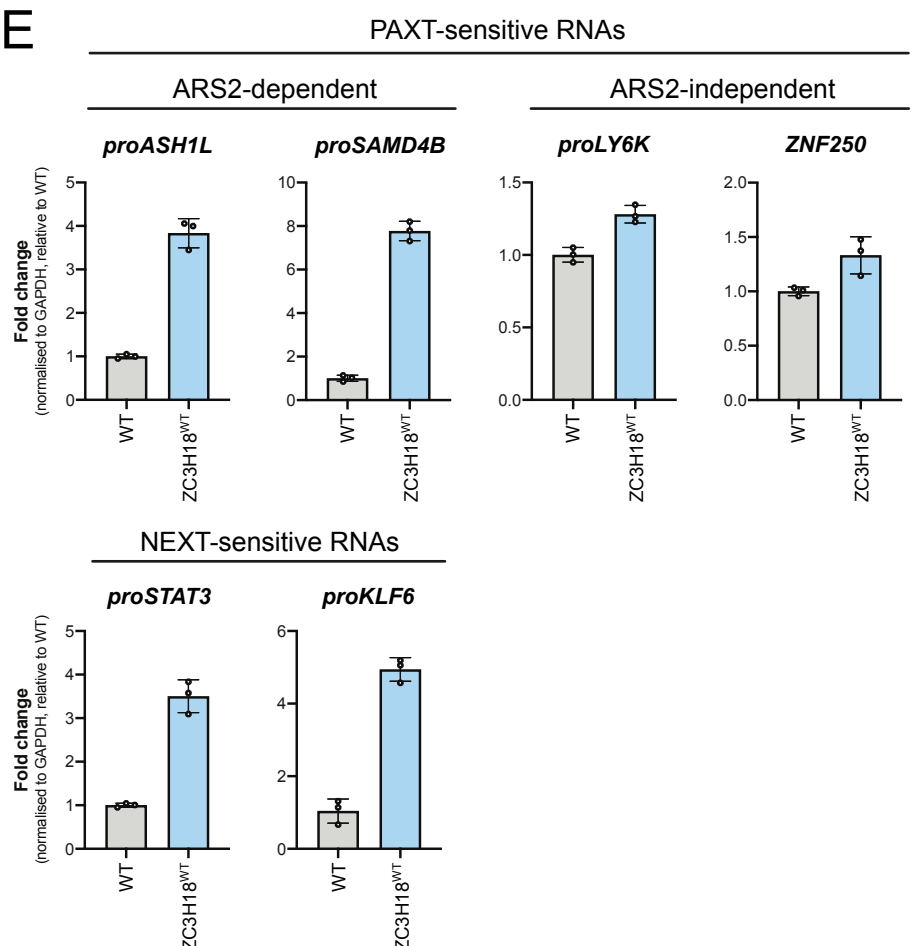 E
PAXT-sensitive RNAs
ARS2-dependent
ARS2-independent
proASH1L
proSAMD4B
proLY6K
ZNF250
Fold change
(normalised to GAPDH, relative to WT)
5
4
3
2
1
0
WT
ZC3H18WT
10
8
6
4
2
0
WT
ZC3H18WT
1.5
1.0
0.5
0.0
WT
ZC3H18WT
2.0
1.5
1.0
0.5
0.0
WT
ZC3H18WT
NEXT-sensitive RNAs
proSTAT3
proKLF6
Fold change
(normalised to GAPDH, relative to WT)
5
4
3
2
1
0
WT
ZC3H18WT
6
4
2
0
WT
ZC3H18WT